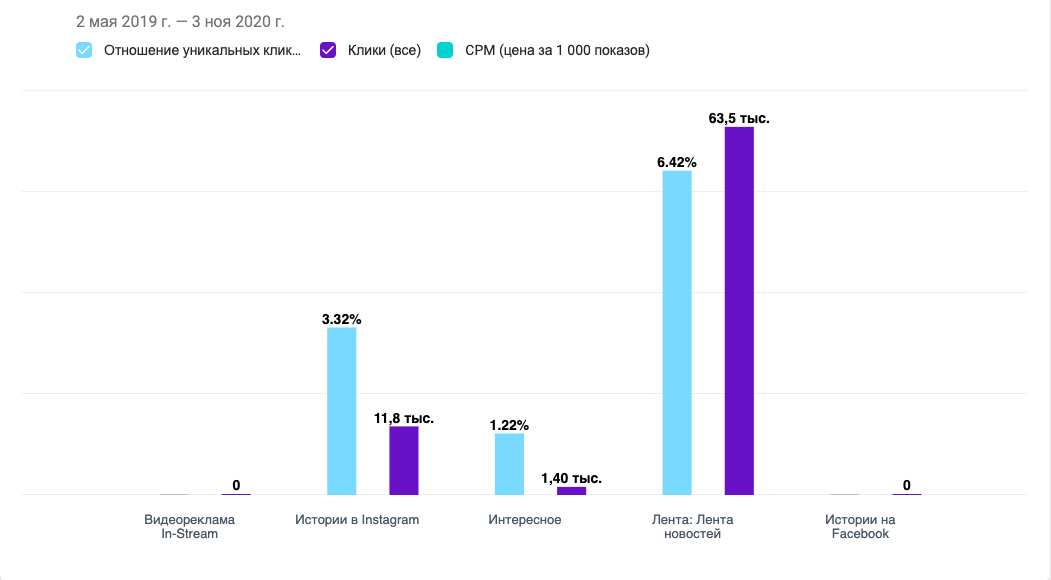 2 мая 2019 г. — 3 ноя 2020 г.
Отношение уникальных клик... Клики (все) CPM (цена за 1 000 показов)
63,5 тыс.
6.42%
3.32%
11,8 тыс.
1.22%
1,40 тыс.
0
0
Видеореклама
In-Stream
Истории в Instagram
Интересное
Лента: Лента
новостей
Истории на
Facebook